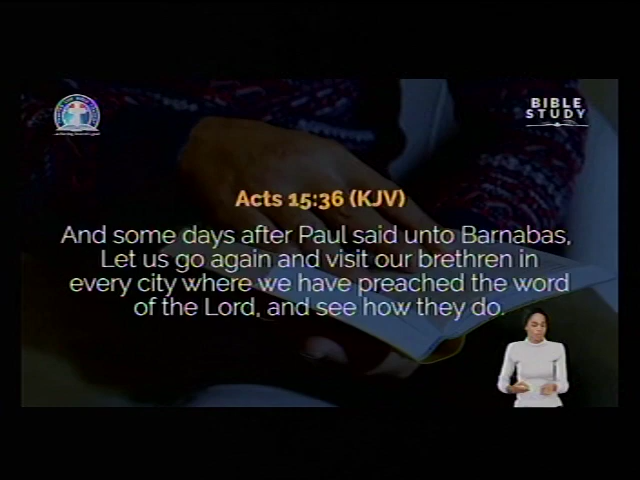 BIBLE
STUDY
Acts 15:36 (KJV)
And some days after Paul said unto Barnabas,
Let us go again and visit our brethren in
every city where we have preached the word
of the Lord, and see how they do.